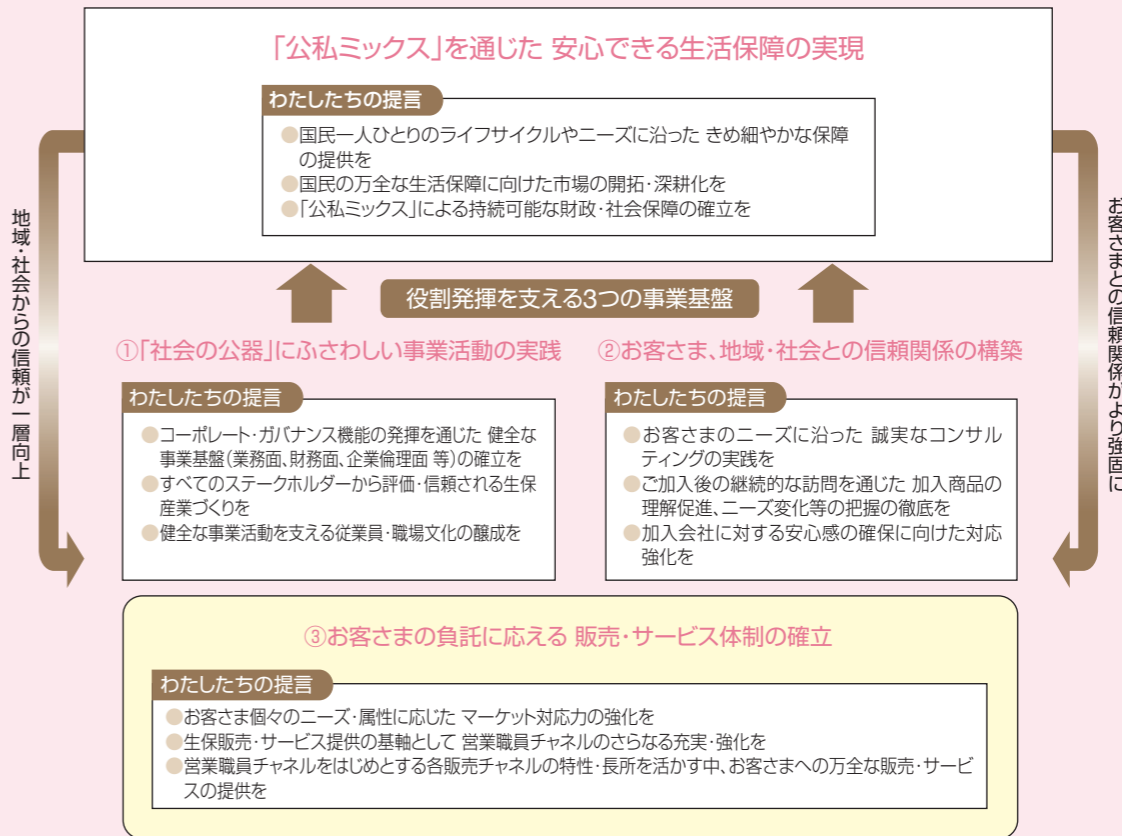 「公私ミックス」を通じた 安心できる生活保障の実現
わたしたちの提言
●国民一人ひとりのライフサイクルやニーズに沿った きめ細やかな保障
の提供を
●国民の万全な生活保障に向けた市場の開拓・深耕化を
●「公私ミックス」による持続可能な財政・社会保障の確立を
地域・社会からの信頼が一層向上
お客さまとの信頼関係がより強固に
役割発揮を支える3つの事業基盤
①「社会の公器」にふさわしい事業活動の実践
わたしたちの提言
●コーポレート・ガバナンス機能の発揮を通じた 健全な
事業基盤(業務面、財務面、企業倫理面 等)の確立を
●すべてのステークホルダーから評価・信頼される生保
産業づくりを
●健全な事業活動を支える従業員・職場文化の醸成を
②お客さま、地域・社会との信頼関係の構築
わたしたちの提言
●お客さまのニーズに沿った 誠実なコンサル
ティングの実践を
●ご加入後の継続的な訪問を通じた 加入商品の
理解促進、ニーズ変化等の把握の徹底を
●加入会社に対する安心感の確保に向けた対応
強化を
③お客さまの負託に応える 販売・サービス体制の確立
わたしたちの提言
●お客さま個々のニーズ・属性に応じた マーケット対応力の強化を
●生保販売・サービス提供の基軸として 営業職員チャネルのさらなる充実・強化を
●営業職員チャネルをはじめとする各販売チャネルの特性・長所を活かす中、お客さまへの万全な販売・サービ
スの提供を